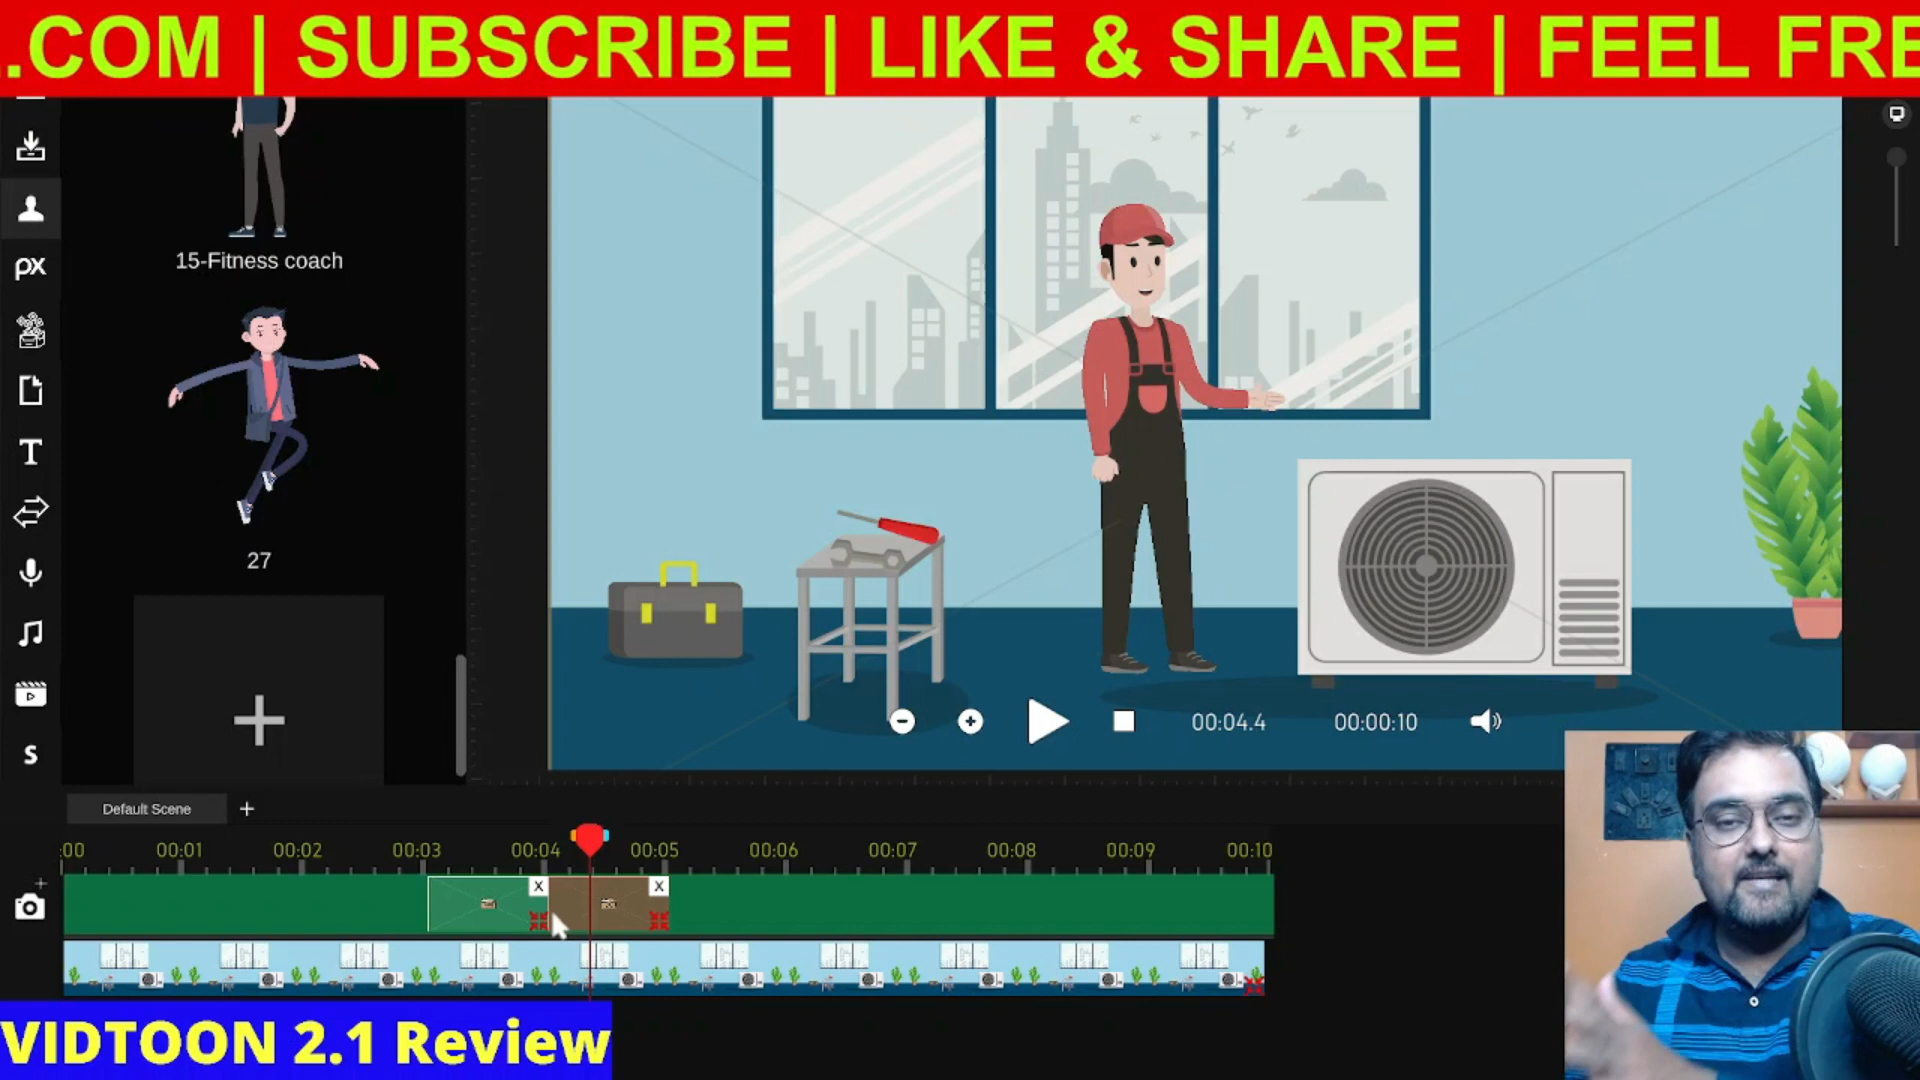 .COM | SUBSCRIBE | LIKE & SHARE | FEEL FRE
15-Fitness coach
27
px
T
S
00:04.4 00:00:10
Default Scene +
:00 00:01 00:02 00:03 00:04 00:05 00:06 00:07 00:08 00:09 00:10
X X
VIDTOON 2.1 Review